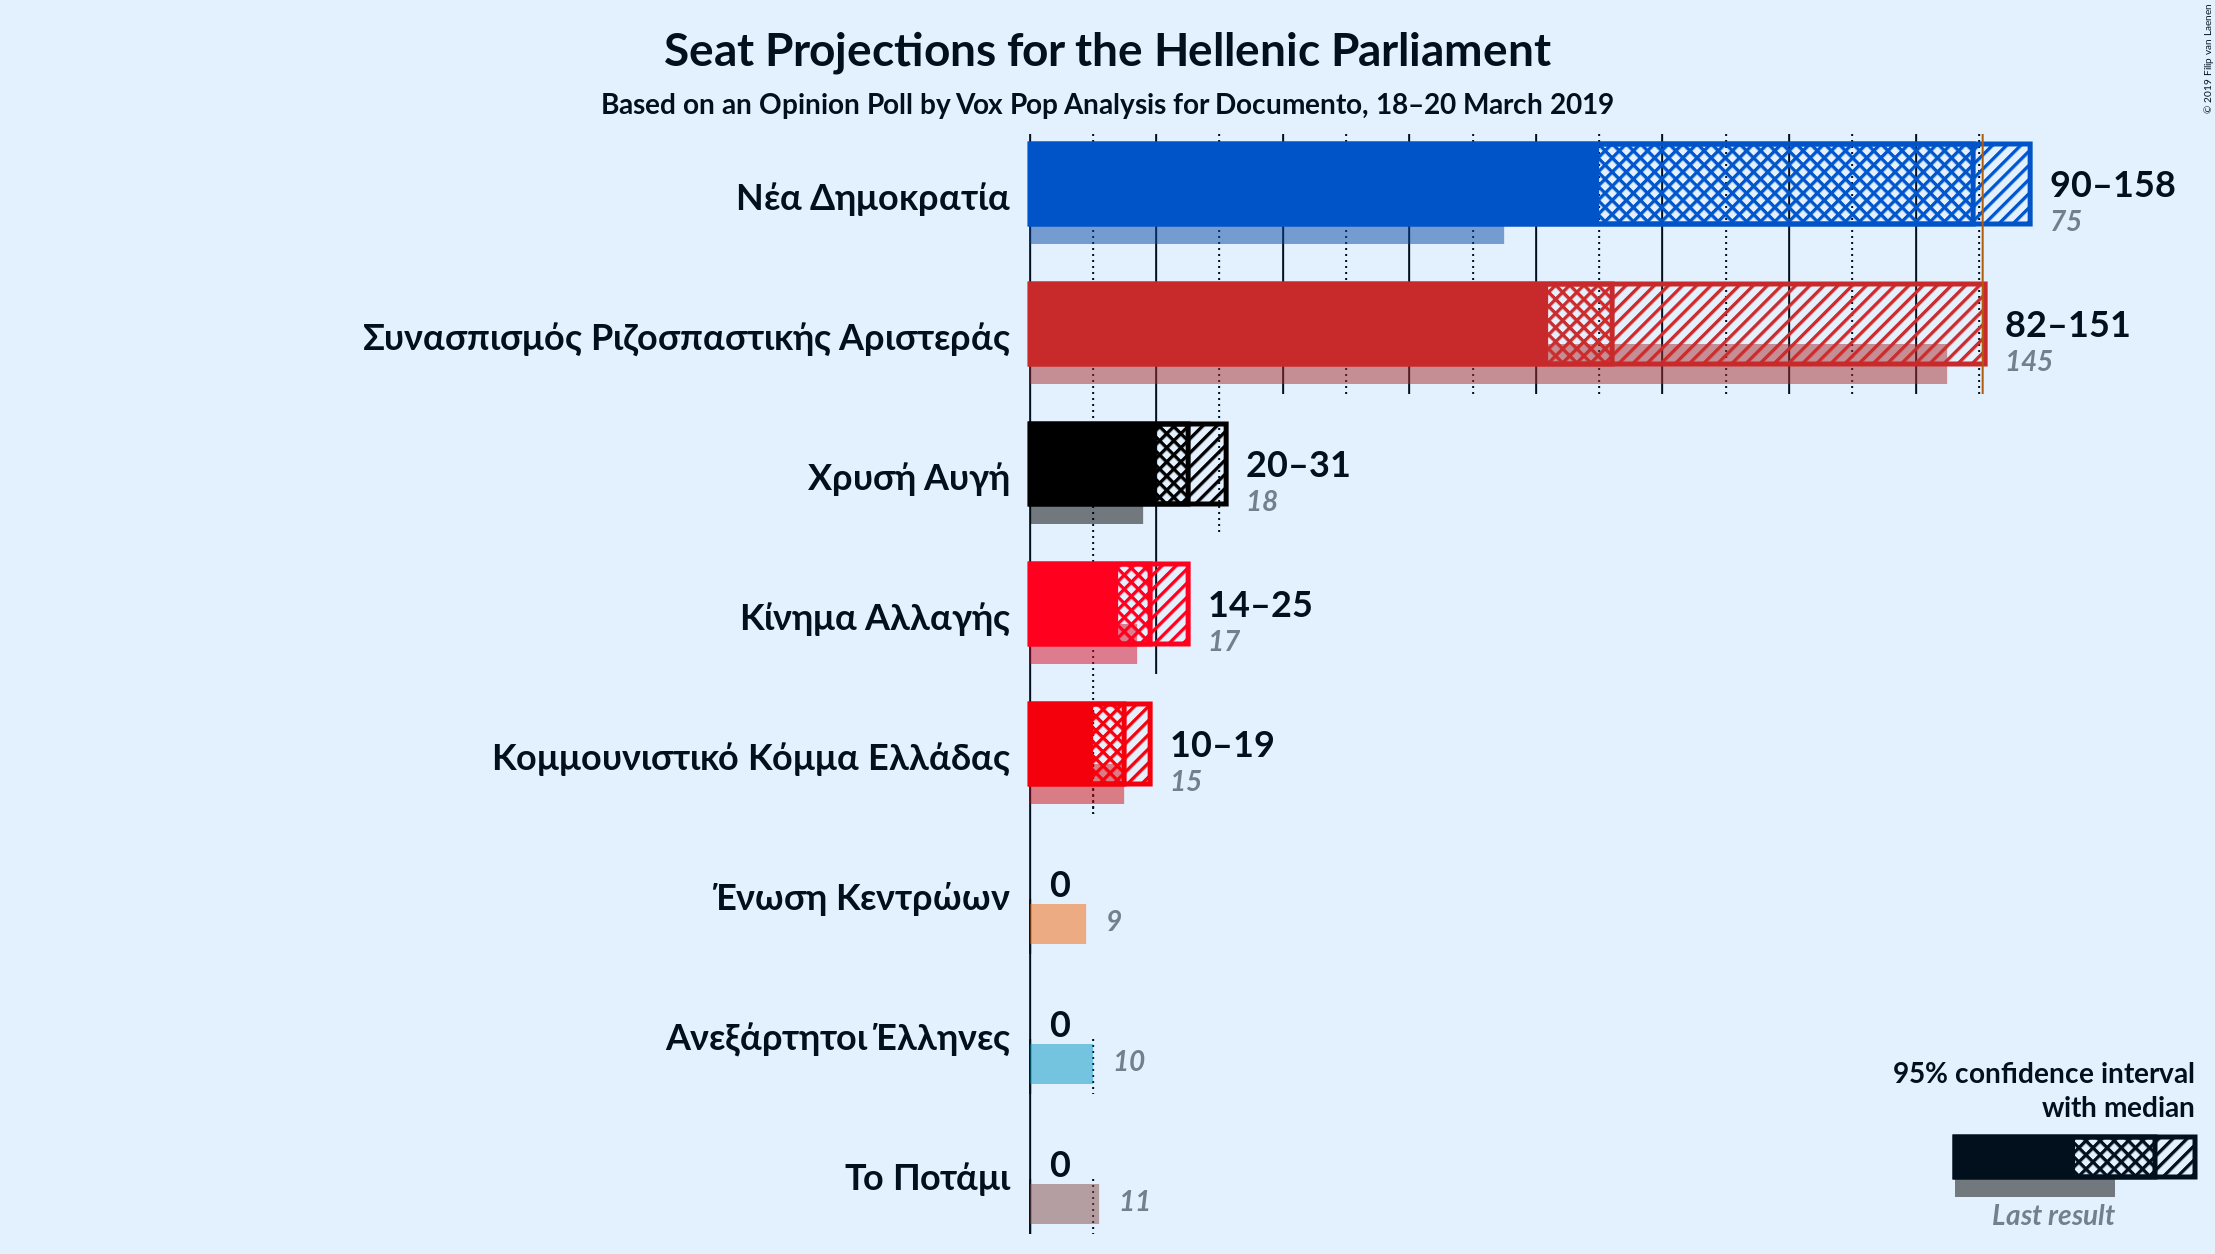 Seat Projections for the Hellenic Parliament
Based on an Opinion Poll by Vox Pop Analysis for Documento, 18–20 March 2019
© 2019 Filip van Laenen
Νέα Δημοκρατία
90–158
75
Συνασπισμός Ριζοσπαστικής Αριστεράς
82–151
145
Χρυσή Αυγή
20–31
18
Κίνημα Αλλαγής
14–25
17
Κομμουνιστικό Κόμμα Ελλάδας
10–19
15
Ένωση Κεντρώων
0
9
Ανεξάρτητοι Έλληνες
0
10
Το Ποτάμι
0
11
95% confidence interval
with median
Last result